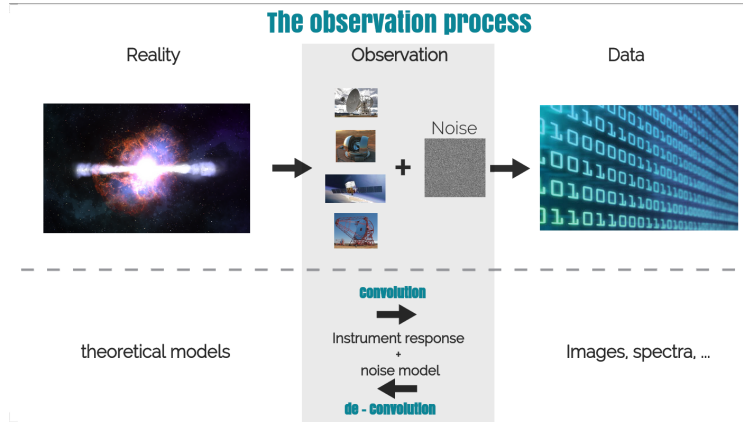 The observation process
Reality
Observation
Data
Noise
+
convolution
theoretical models
Instrument response
+
noise model
Images, spectra, ...
de - convolution